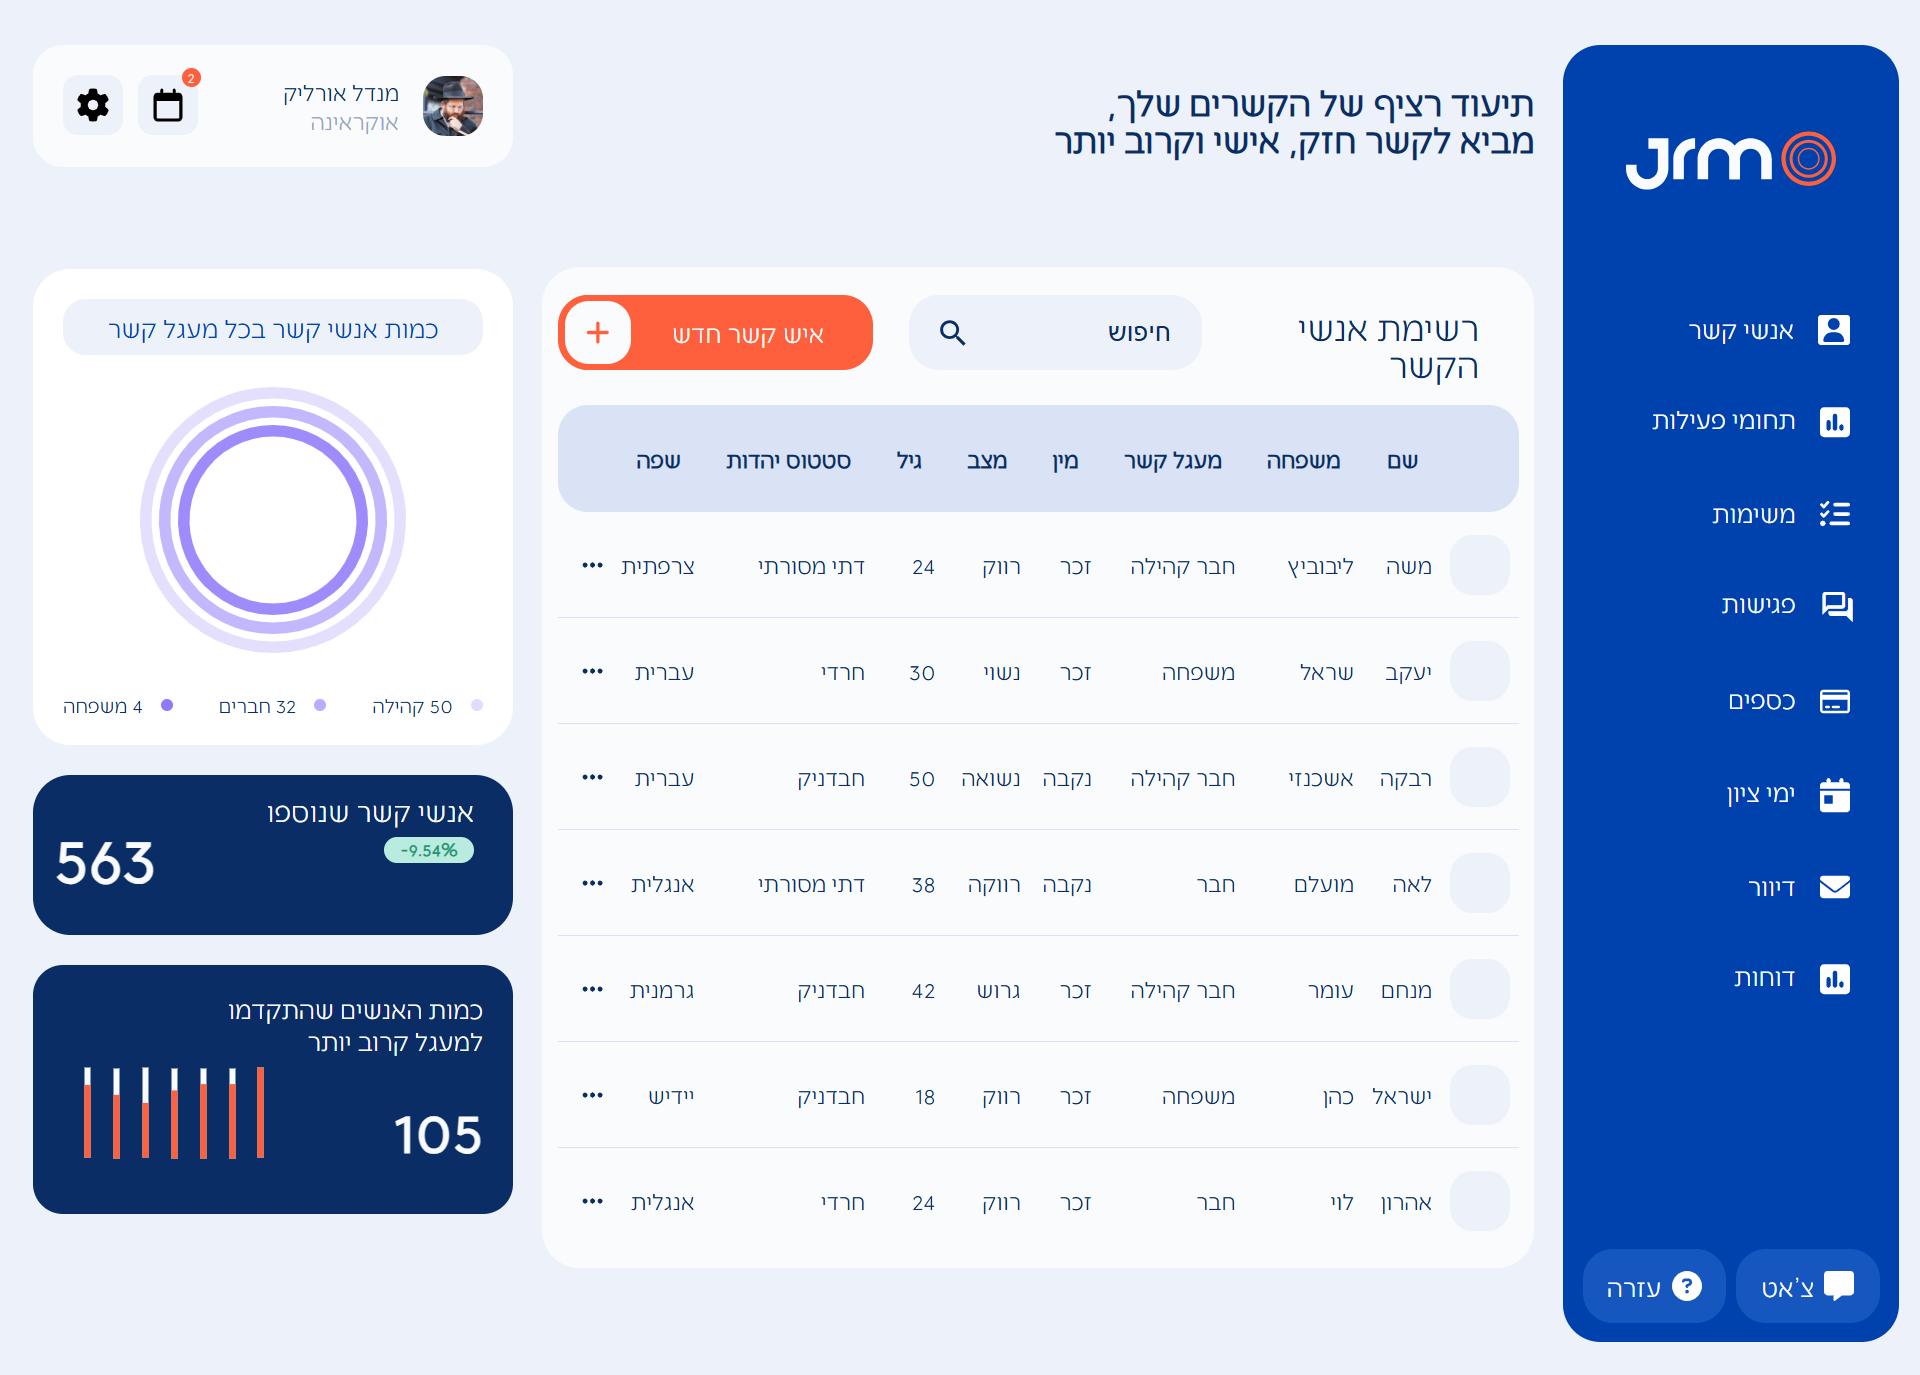 jrm
אנשי קשר
תחומי פעילות
משימות
פגישות
כספים
ימי ציון
דיוור
דוחות
צ'אט
עזרה
תיעוד רציף של הקשרים שלך,
מביא לקשר חזק, אישי וקרוב יותר
מנדל אורליק
אוקראינה
2
רשימת אנשי
הקשר
חיפוש
איש קשר חדש
שם משפחה מעגל קשר מין מצב גיל סטטוס יהדות שפה
משה ליבוביץ חבר קהילה זכר רווק 24 דתי מסורתי צרפתית
יעקב שראל משפחה זכר נשוי 30 חרדי עברית
רבקה אשכנזי חבר קהילה נקבה נשואה 50 חבדניק עברית
לאה מועלם חבר נקבה רווקה 38 דתי מסורתי אנגלית
מנחם עומר חבר קהילה זכר גרוש 42 חבדניק גרמנית
ישראל כהן משפחה זכר רווק 18 חבדניק יידיש
אהרון לוי חבר זכר רווק 24 חרדי אנגלית
כמות אנשי קשר בכל מעגל קשר
50 קהילה
32 חברים
4 משפחה
אנשי קשר שנוספו
-9.54%
563
כמות האנשים שהתקדמו
למעגל קרוב יותר
105